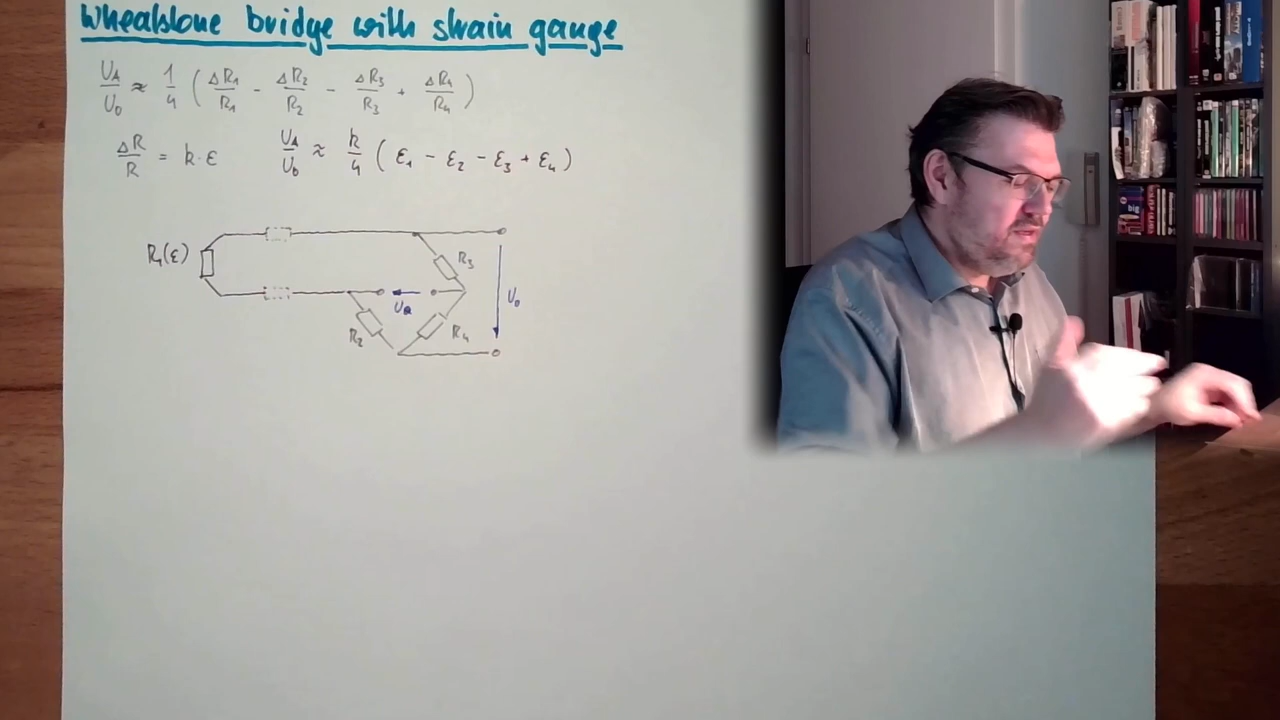 Wheatstone bridge with strain gauge
U_A/U_0 ≈ 1/4 ( ΔR_1/R_1 - ΔR_2/R_2 - ΔR_3/R_3 + ΔR_4/R_4 )
ΔR/R = k·ε   U_A/U_0 ≈ k/4 ( ε_1 - ε_2 - ε_3 + ε_4 )
R_1(ε)
R_3
U_a
U_0
R_2
R_4
big